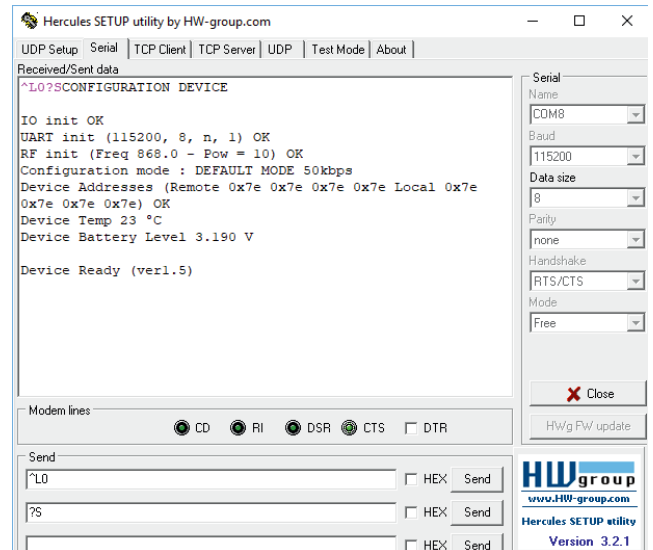 Hercules SETUP utility by HW-group.com
UDP Setup Serial TCP Client TCP Server UDP Test Mode About
Received/Sent data
^L0?SCONFIGURATION DEVICE
IO init OK
UART init (115200, 8, n, 1) OK
RF init (Freq 868.0 - Pow = 10) OK
Configuration mode : DEFAULT MODE 50kbps
Device Addresses (Remote 0x7e 0x7e 0x7e 0x7e Local 0x7e
0x7e 0x7e 0x7e) OK
Device Temp 23 °C
Device Battery Level 3.190 V
Device Ready (ver1.5)
Serial
Name
COM8
Baud
115200
Data size
8
Parity
none
Handshake
RTS/CTS
Mode
Free
Close
HWg FW update
Modem lines
CD RI DSR CTS DTR
Send
^L0 HEX Send
?S HEX Send
HEX Send
HWgroup
www.HW-group.com
Hercules SETUP utility
Version 3.2.1